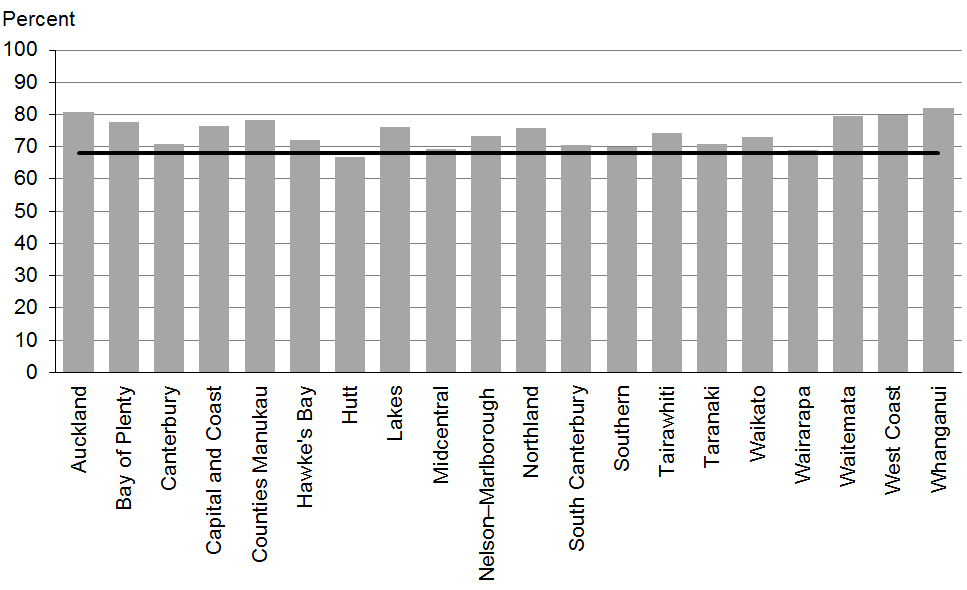 Percent
100
90
80
70
60
50
40
30
20
10
0
Auckland
Bay of Plenty
Canterbury
Capital and Coast
Counties Manukau
Hawke's Bay
Hutt
Lakes
Midcentral
Nelson–Marlborough
Northland
South Canterbury
Southern
Tairawhiti
Taranaki
Waikato
Wairarapa
Waitemata
West Coast
Whanganui